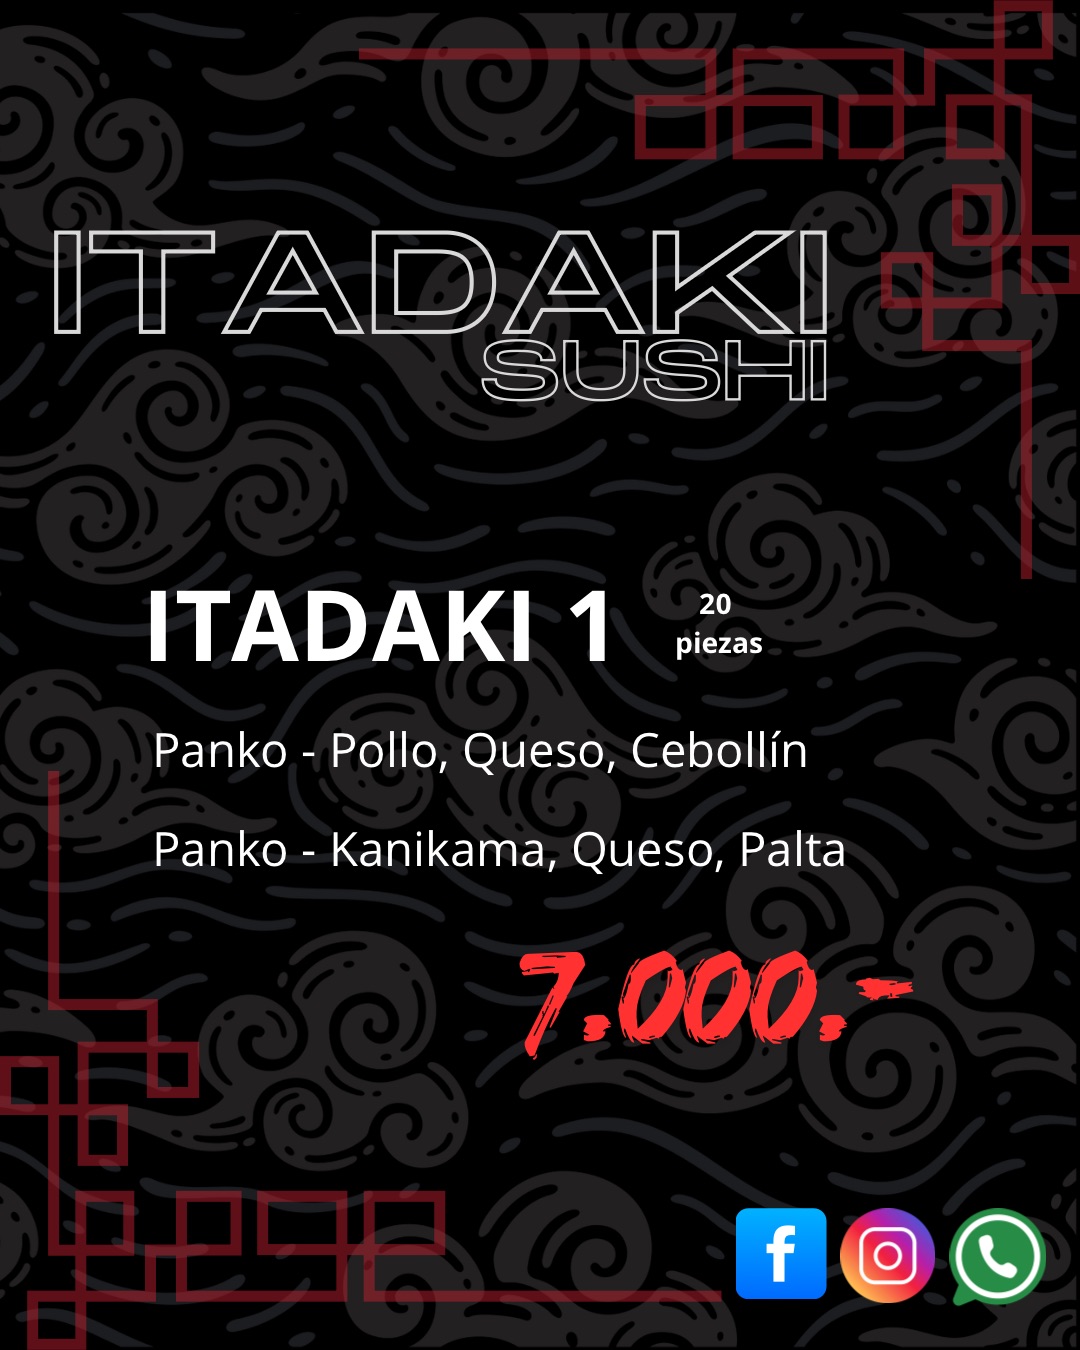 ITADAKI
SUSHI
ITADAKI 1
20
piezas
Panko - Pollo, Queso, Cebollín
Panko - Kanikama, Queso, Palta
7.000.-